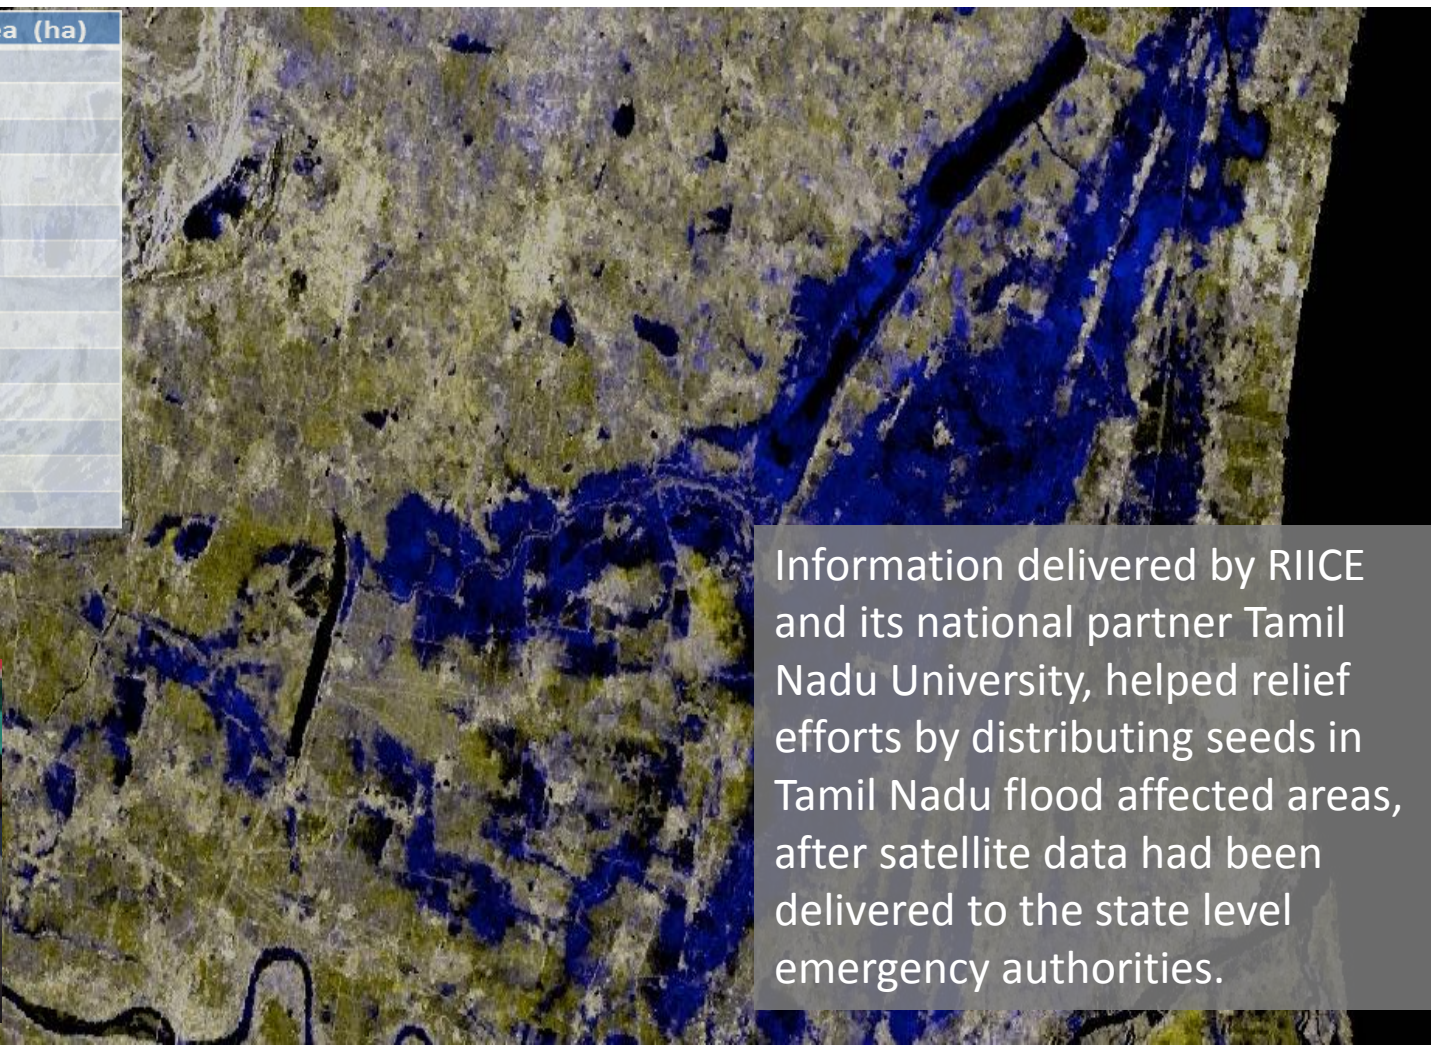 (ha)
Information delivered by RIICE
and its national partner Tamil
Nadu University, helped relief
efforts by distributing seeds in
Tamil Nadu flood affected areas,
after satellite data had been
delivered to the state level
emergency authorities.